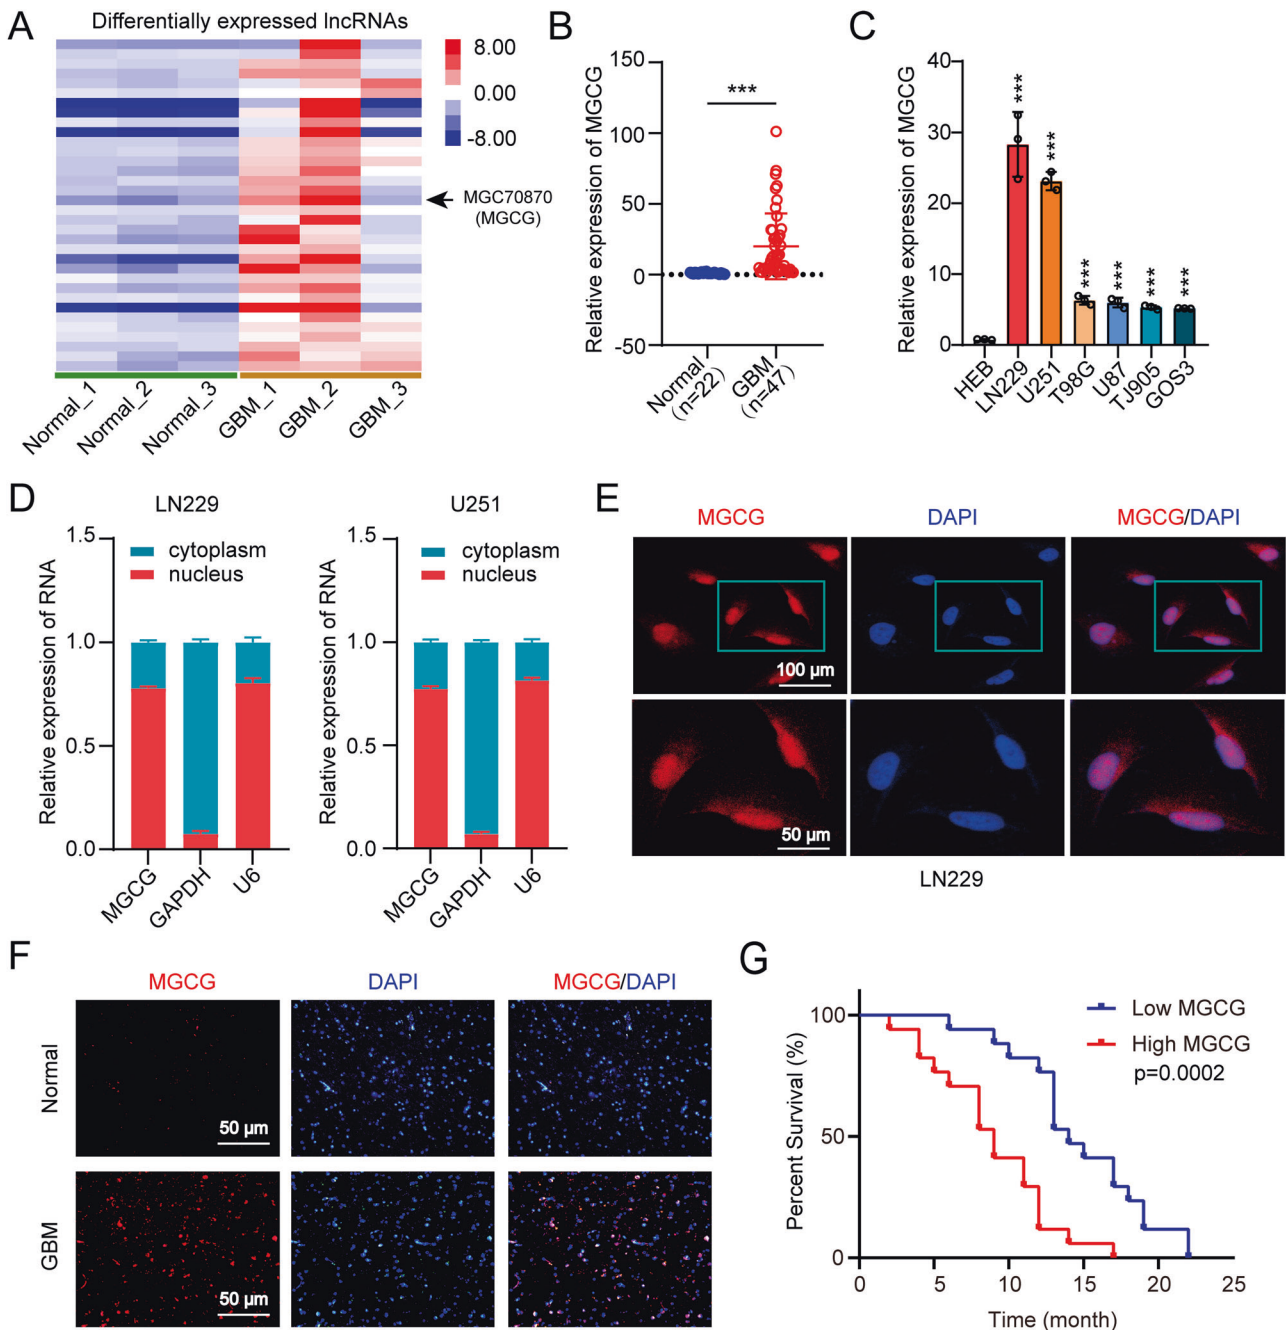 A
Differentially expressed lncRNAs
8.00
0.00
-8.00
MGC70870
(MGCG)
Normal_1
Normal_2
Normal_3
GBM_1
GBM_2
GBM_3
B
Relative expression of MGCG
150
100
50
0
-50
***
Normal
(n=22)
GBM
(n=47)
C
Relative expression of MGCG
40
30
20
10
0
***
***
***
***
***
***
HEB
LN229
U251
T98G
U87
TJ905
GOS3
D
LN229
Relative expression of RNA
1.5
1.0
0.5
0.0
cytoplasm
nucleus
MGCG
GAPDH
U6
U251
Relative expression of RNA
1.5
1.0
0.5
0.0
cytoplasm
nucleus
MGCG
GAPDH
U6
E
MGCG
DAPI
MGCG/DAPI
100 µm
50 µm
LN229
F
MGCG
DAPI
MGCG/DAPI
Normal
50 µm
GBM
50 µm
G
Percent Survival (%)
100
50
0
Low MGCG
High MGCG
p=0.0002
0
5
10
15
20
25
Time (month)